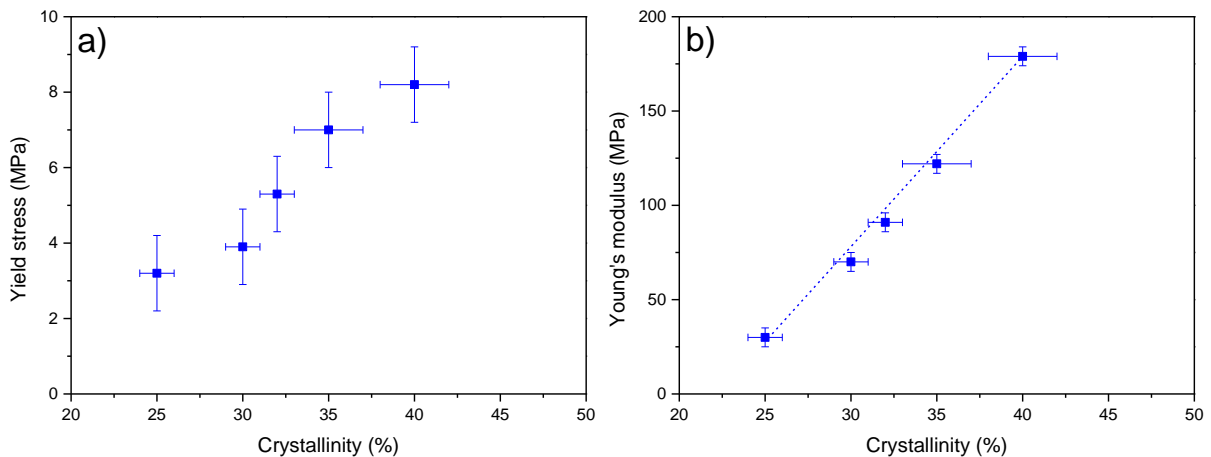 a)
10
8
6
4
2
0
Yield stress (MPa)
20 25 30 35 40 45 50
Crystallinity (%)
b)
200
150
100
50
0
Young's modulus (MPa)
20 25 30 35 40 45 50
Crystallinity (%)